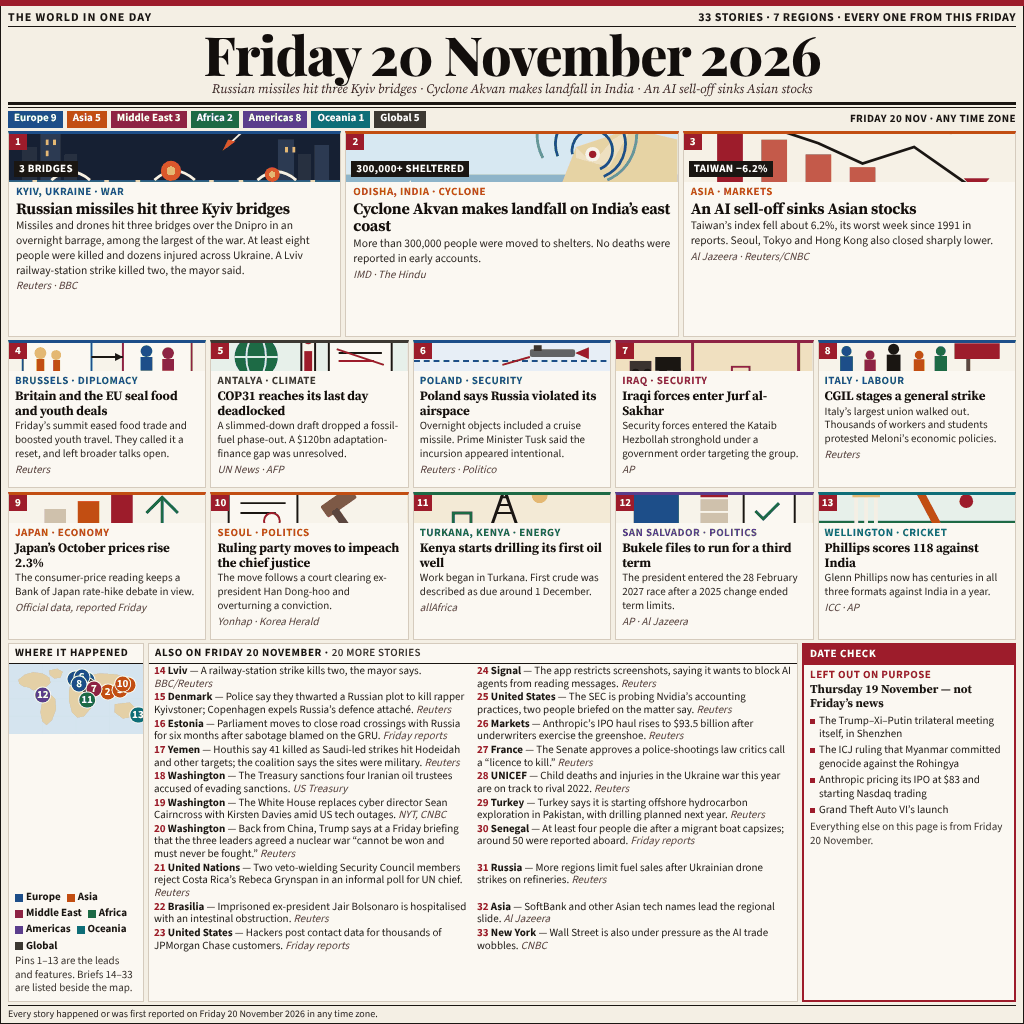 THE WORLD IN ONE DAY
33 STORIES · 7 REGIONS · EVERY ONE FROM THIS FRIDAY
Friday 20 November 2026
Russian missiles hit three Kyiv bridges · Cyclone Akvan makes landfall in India · An AI sell-off sinks Asian stocks
Europe 9
Asia 5
Middle East 3
Africa 2
Americas 8
Oceania 1
Global 5
FRIDAY 20 NOV · ANY TIME ZONE
1
3 BRIDGES
KYIV, UKRAINE · WAR
Russian missiles hit three Kyiv bridges
Missiles and drones hit three bridges over the Dnipro in an
overnight barrage, among the largest of the war. At least eight
people were killed and dozens injured across Ukraine. A Lviv
railway-station strike killed two, the mayor said.
Reuters · BBC
2
300,000+ SHELTERED
ODISHA, INDIA · CYCLONE
Cyclone Akvan makes landfall on India’s east
coast
More than 300,000 people were moved to shelters. No deaths were
reported in early accounts.
IMD · The Hindu
3
TAIWAN −6.2%
ASIA · MARKETS
An AI sell-off sinks Asian stocks
Taiwan’s index fell about 6.2%, its worst week since 1991 in
reports. Seoul, Tokyo and Hong Kong also closed sharply lower.
Al Jazeera · Reuters/CNBC
4
BRUSSELS · DIPLOMACY
Britain and the EU seal food
and youth deals
Friday’s summit eased food trade and
boosted youth travel. They called it a
reset, and left broader talks open.
Reuters
5
ANTALYA · CLIMATE
COP31 reaches its last day
deadlocked
A slimmed-down draft dropped a fossil-
fuel phase-out. A $120bn adaptation-
finance gap was unresolved.
UN News · AFP
6
POLAND · SECURITY
Poland says Russia violated its
airspace
Overnight objects included a cruise
missile. Prime Minister Tusk said the
incursion appeared intentional.
Reuters · Politico
7
IRAQ · SECURITY
Iraqi forces enter Jurf al-
Sakhar
Security forces entered the Kataib
Hezbollah stronghold under a
government order targeting the group.
AP
8
ITALY · LABOUR
CGIL stages a general strike
Italy’s largest union walked out.
Thousands of workers and students
protested Meloni’s economic policies.
Reuters
9
JAPAN · ECONOMY
Japan’s October prices rise
2.3%
The consumer-price reading keeps a
Bank of Japan rate-hike debate in view.
Official data, reported Friday
10
SEOUL · POLITICS
Ruling party moves to impeach
the chief justice
The move follows a court clearing ex-
president Han Dong-hoo and
overturning a conviction.
Yonhap · Korea Herald
11
TURKANA, KENYA · ENERGY
Kenya starts drilling its first oil
well
Work began in Turkana. First crude was
described as due around 1 December.
allAfrica
12
SAN SALVADOR · POLITICS
Bukele files to run for a third
term
The president entered the 28 February
2027 race after a 2025 change ended
term limits.
AP · Al Jazeera
13
WELLINGTON · CRICKET
Phillips scores 118 against
India
Glenn Phillips now has centuries in all
three formats against India in a year.
ICC · AP
WHERE IT HAPPENED
8
7
2
10
12
11
13
Europe
Asia
Middle East
Africa
Americas
Oceania
Global
Pins 1–13 are the leads
and features. Briefs 14–33
are listed beside the map.
ALSO ON FRIDAY 20 NOVEMBER · 20 MORE STORIES
14 Lviv — A railway-station strike kills two, the mayor says.
BBC/Reuters
15 Denmark — Police say they thwarted a Russian plot to kill rapper
Kyivstoner; Copenhagen expels Russia’s defence attaché. Reuters
16 Estonia — Parliament moves to close road crossings with Russia
for six months after sabotage blamed on the GRU. Friday reports
17 Yemen — Houthis say 41 killed as Saudi-led strikes hit Hodeidah
and other targets; the coalition says the sites were military. Reuters
18 Washington — The Treasury sanctions four Iranian oil trustees
accused of evading sanctions. US Treasury
19 Washington — The White House replaces cyber director Sean
Cairncross with Kirsten Davies amid US tech outages. NYT, CNBC
20 Washington — Back from China, Trump says at a Friday briefing
that the three leaders agreed a nuclear war “cannot be won and
must never be fought.” Reuters
21 United Nations — Two veto-wielding Security Council members
reject Costa Rica’s Rebeca Grynspan in an informal poll for UN chief.
Reuters
22 Brasilia — Imprisoned ex-president Jair Bolsonaro is hospitalised
with an intestinal obstruction. Reuters
23 United States — Hackers post contact data for thousands of
JPMorgan Chase customers. Friday reports
24 Signal — The app restricts screenshots, saying it wants to block AI
agents from reading messages. Reuters
25 United States — The SEC is probing Nvidia’s accounting
practices, two people briefed on the matter say. Reuters
26 Markets — Anthropic’s IPO haul rises to $93.5 billion after
underwriters exercise the greenshoe. Reuters
27 France — The Senate approves a police-shootings law critics call
a “licence to kill.” Reuters
28 UNICEF — Child deaths and injuries in the Ukraine war this year
are on track to rival 2022. Reuters
29 Turkey — Turkey says it is starting offshore hydrocarbon
exploration in Pakistan, with drilling planned next year. Reuters
30 Senegal — At least four people die after a migrant boat capsizes;
around 50 were reported aboard. Friday reports
31 Russia — More regions limit fuel sales after Ukrainian drone
strikes on refineries. Reuters
32 Asia — SoftBank and other Asian tech names lead the regional
slide. Al Jazeera
33 New York — Wall Street is also under pressure as the AI trade
wobbles. CNBC
DATE CHECK
LEFT OUT ON PURPOSE
Thursday 19 November — not
Friday’s news
The Trump–Xi–Putin trilateral meeting
itself, in Shenzhen
The ICJ ruling that Myanmar committed
genocide against the Rohingya
Anthropic pricing its IPO at $83 and
starting Nasdaq trading
Grand Theft Auto VI’s launch
Everything else on this page is from Friday
20 November.
Every story happened or was first reported on Friday 20 November 2026 in any time zone.